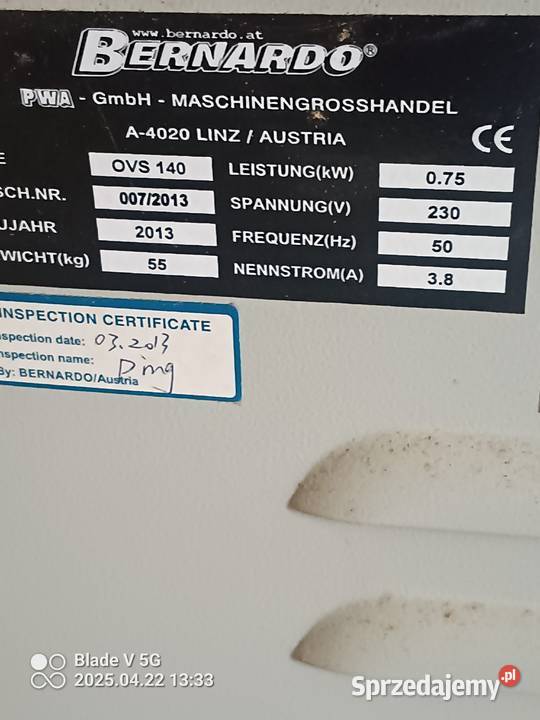 www.bernardo.at
BERNARDO®
PWA - GmbH - MASCHINENGROSSHANDEL
A-4020 LINZ / AUSTRIA
CE
E OVS 140 LEISTUNG(kW) 0.75
SCH.NR. 007/2013 SPANNUNG(V) 230
UJAHR 2013 FREQUENZ(Hz) 50
WICHT(kg) 55 NENNSTROM(A) 3.8
INSPECTION CERTIFICATE
nspection date: 03.2013
nspection name: Ding
By: BERNARDO/Austria
Blade V 5G
2025.04.22 13:33
Sprzedajemy.pl